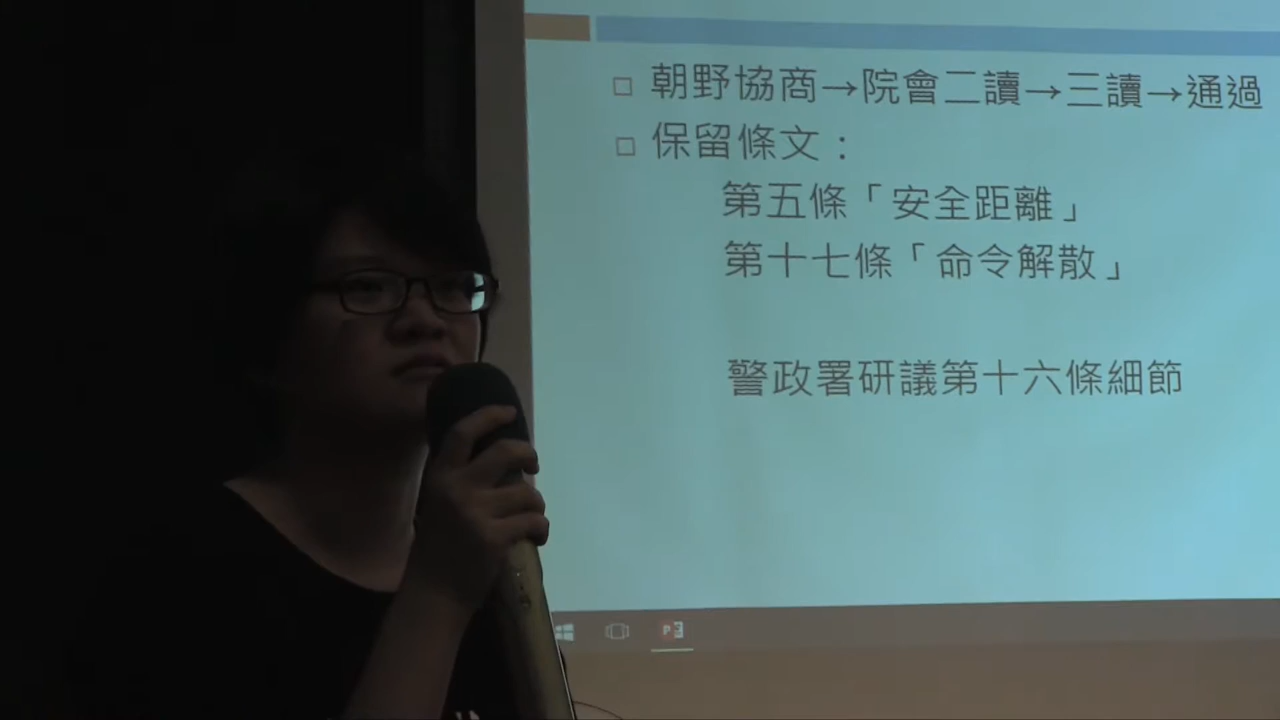 朝野協商→院會二讀→三讀→通過
保留條文：
第五條「安全距離」
第十七條「命令解散」
警政署研議第十六條細節